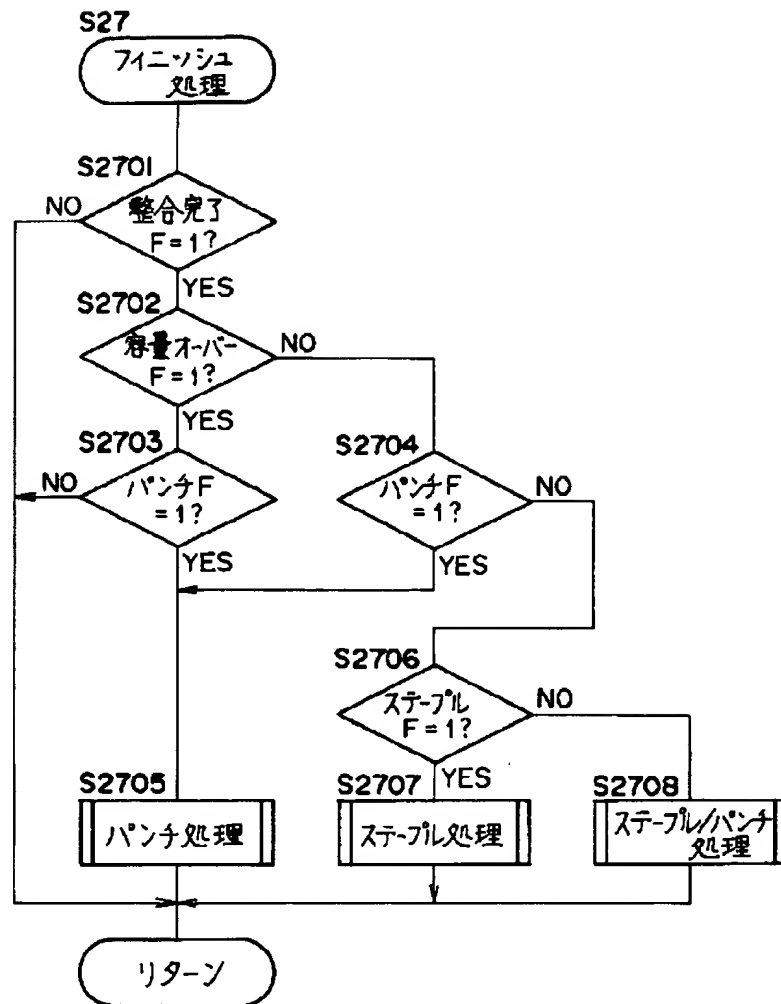 S27
フィニッシュ
処理
S2701
NO
整合完了
F=1?
YES
S2702
容量オーバー
F=1?
NO
YES
S2703
NO
パンチF
=1?
YES
S2704
パンチF
=1?
NO
YES
S2706
ステープル
F=1?
NO
YES
S2705
パンチ処理
S2707
ステープル処理
S2708
ステープル/パンチ
処理
リターン